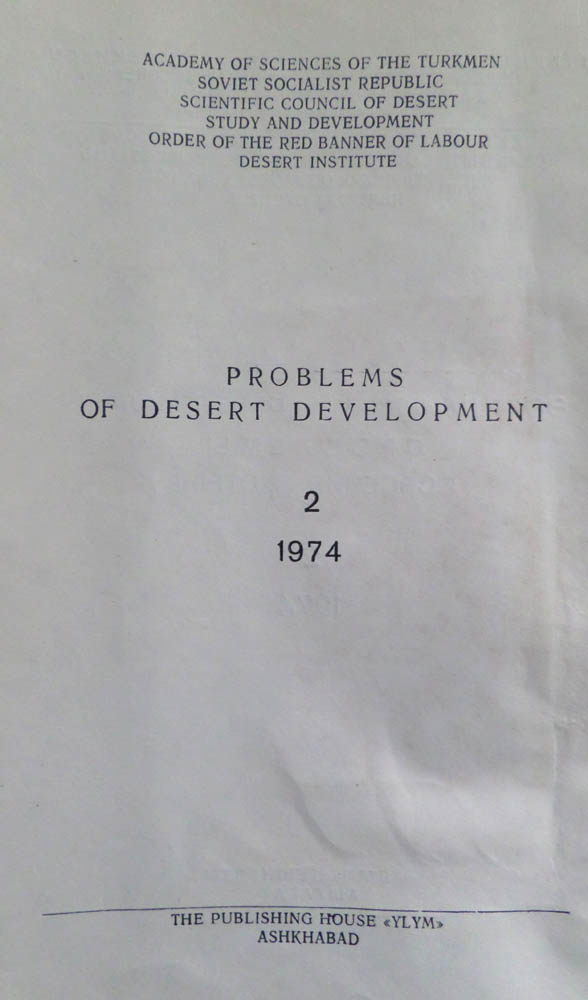 ACADEMY OF SCIENCES OF THE TURKMEN
SOVIET SOCIALIST REPUBLIC
SCIENTIFIC COUNCIL OF DESERT
STUDY AND DEVELOPMENT
ORDER OF THE RED BANNER OF LABOUR
DESERT INSTITUTE
PROBLEMS
OF DESERT DEVELOPMENT
2
1974
THE PUBLISHING HOUSE «YLYM»
ASHKHABAD